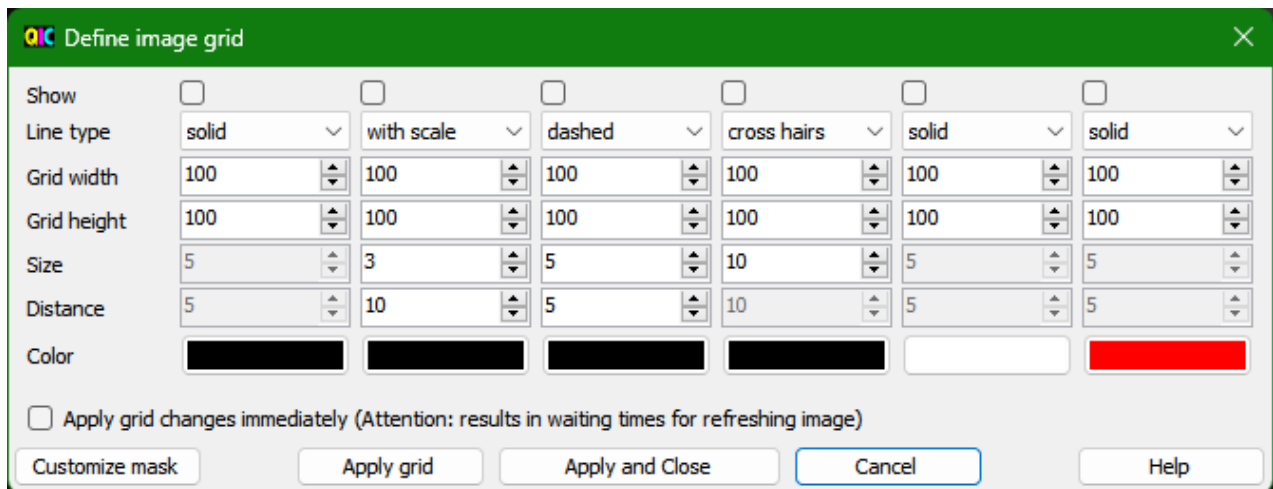 QIC Define image grid
Show
Line type solid with scale dashed cross hairs solid solid
Grid width 100 100 100 100 100 100
Grid height 100 100 100 100 100 100
Size 5 3 5 10 5 5
Distance 5 10 5 10 5 5
Color
Apply grid changes immediately (Attention: results in waiting times for refreshing image)
Customize mask Apply grid Apply and Close Cancel Help